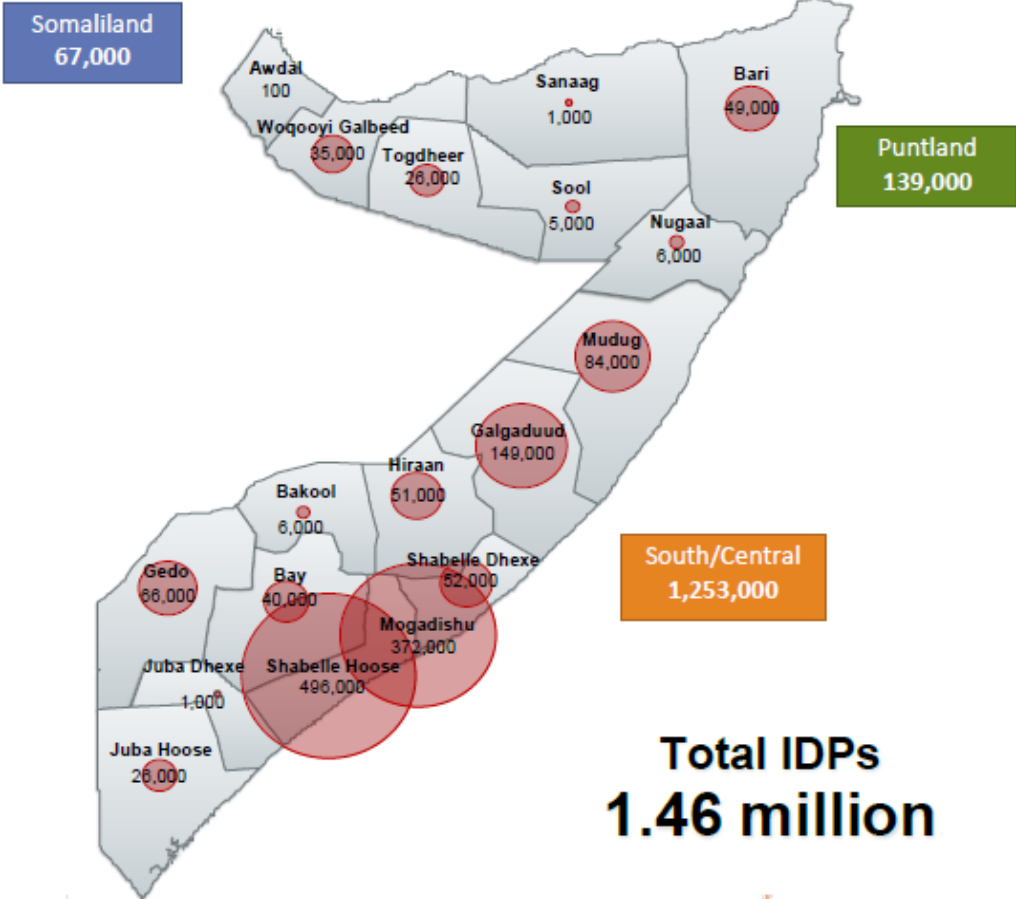 Somaliland
67,000
Awdal
100
Sanaag
1,000
Bari
49,000
Woqooyi Galbeed
35,000
Togdheer
26,000
Puntland
139,000
Sool
5,000
Nugaal
6,000
Mudug
84,000
Galgaduud
149,000
Hiraan
51,000
Bakool
6,000
South/Central
1,253,000
Shabelle Dhexe
52,000
Gedo
66,000
Bay
40,000
Mogadishu
372,000
Juba Dhexe
1,000
Shabelle Hoose
496,000
Juba Hoose
26,000
Total IDPs
1.46 million